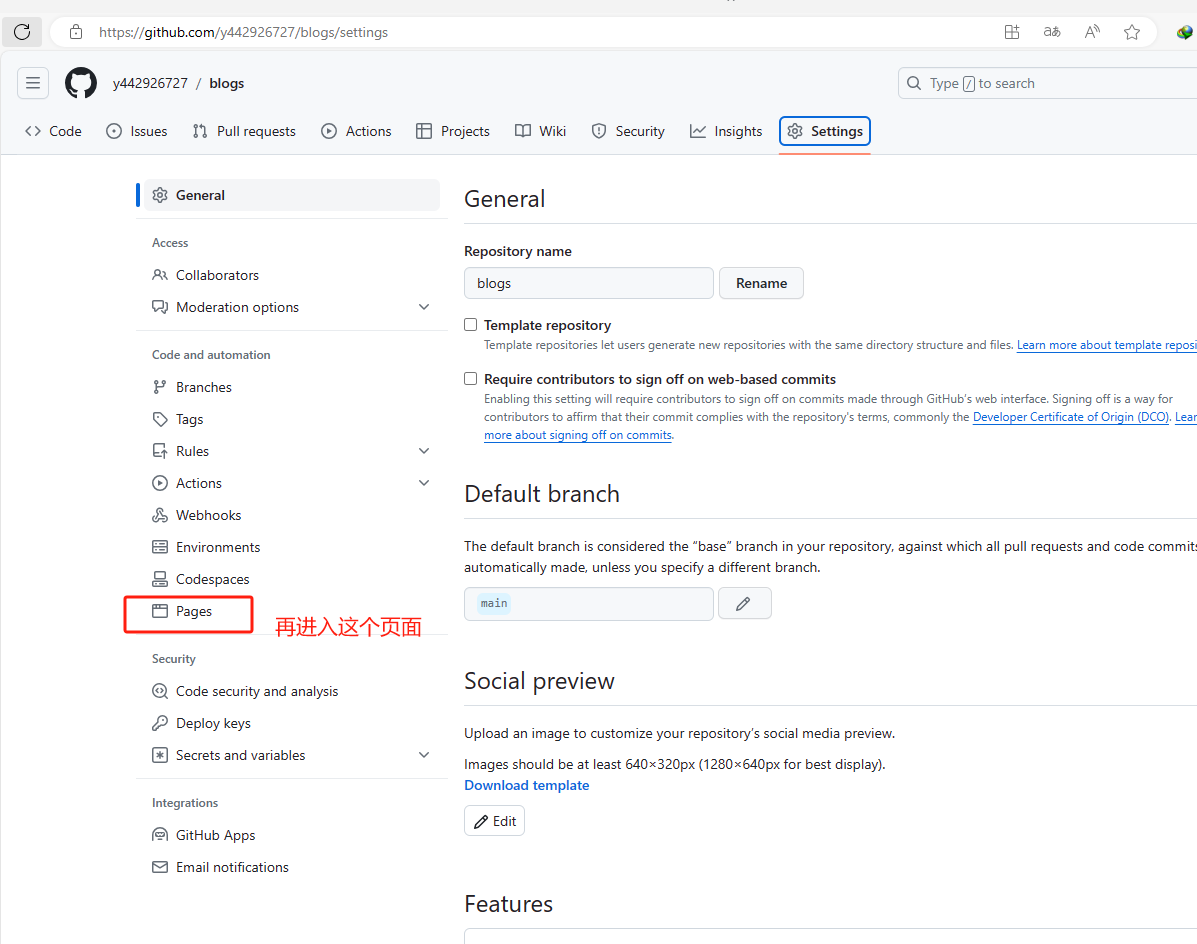 https://github.com/y442926727/blogs/settings
y442926727 / blogs
Type / to search
Code Issues Pull requests Actions Projects Wiki Security Insights Settings
General
Access
Collaborators
Moderation options
Code and automation
Branches
Tags
Rules
Actions
Webhooks
Environments
Codespaces
Pages
再进入这个页面
Security
Code security and analysis
Deploy keys
Secrets and variables
Integrations
GitHub Apps
Email notifications
General
Repository name
blogs Rename
Template repository
Template repositories let users generate new repositories with the same directory structure and files. Learn more about template reposi
Require contributors to sign off on web-based commits
Enabling this setting will require contributors to sign off on commits made through GitHub's web interface. Signing off is a way for
contributors to affirm that their commit complies with the repository's terms, commonly the Developer Certificate of Origin (DCO). Lear
more about signing off on commits.
Default branch
The default branch is considered the “base” branch in your repository, against which all pull requests and code commits
automatically made, unless you specify a different branch.
main
Social preview
Upload an image to customize your repository’s social media preview.
Images should be at least 640×320px (1280×640px for best display).
Download template
Edit
Features